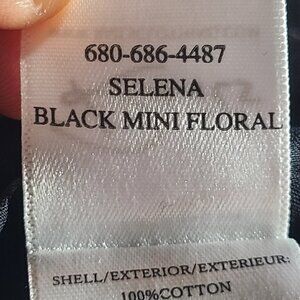 680-686-4487
SELENA
BLACK MINI FLORAL
SHELL/EXTERIOR/EXTERIEUR:
100%COTTON